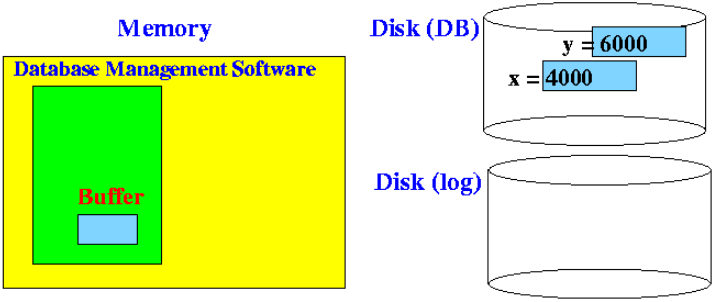 Memory
Disk (DB)
y = 6000
Database Management Software
x = 4000
Disk (log)
Buffer